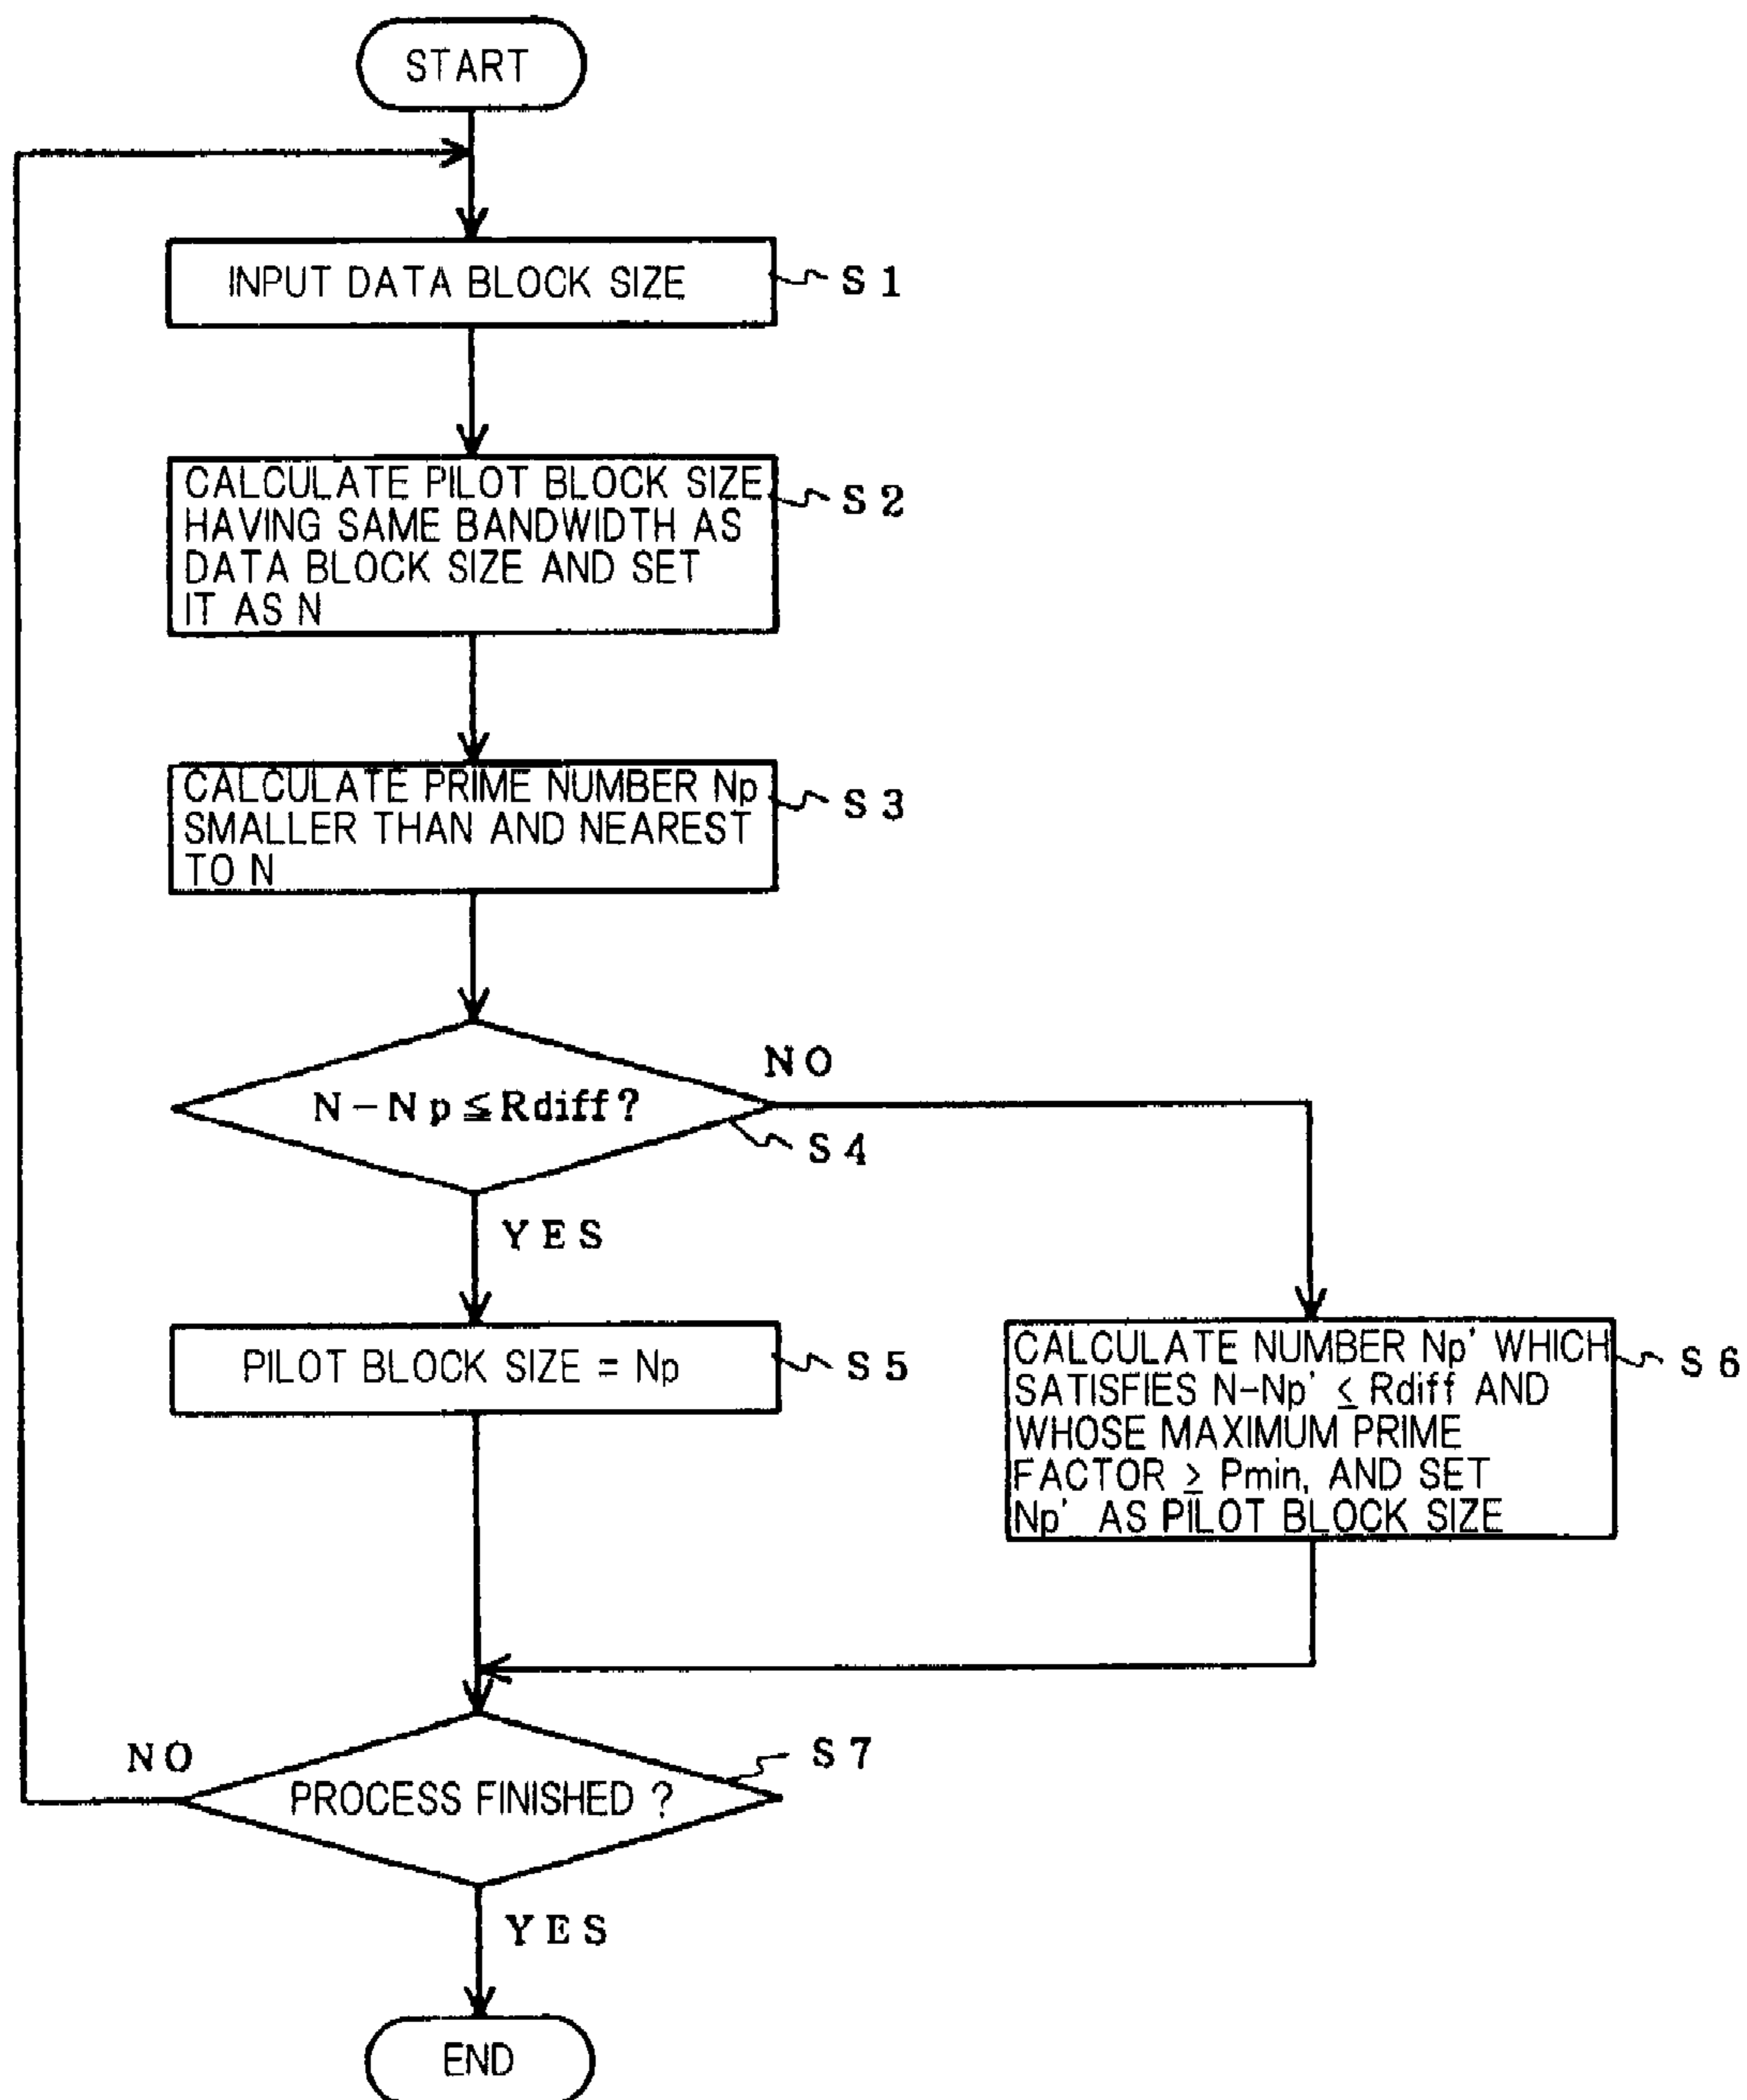 START
INPUT DATA BLOCK SIZE
S1
CALCULATE PILOT BLOCK SIZE
HAVING SAME BANDWIDTH AS
DATA BLOCK SIZE AND SET
IT AS N
S2
CALCULATE PRIME NUMBER Np
SMALLER THAN AND NEAREST
TO N
S3
N-Np≦Rdiff?
NO
S4
YES
PILOT BLOCK SIZE = Np
S5
CALCULATE NUMBER Np' WHICH
SATISFIES N-Np' ≤ Rdiff AND
WHOSE MAXIMUM PRIME
FACTOR ≥ Pmin, AND SET
Np' AS PILOT BLOCK SIZE
S6
NO
PROCESS FINISHED ?
S7
YES
END